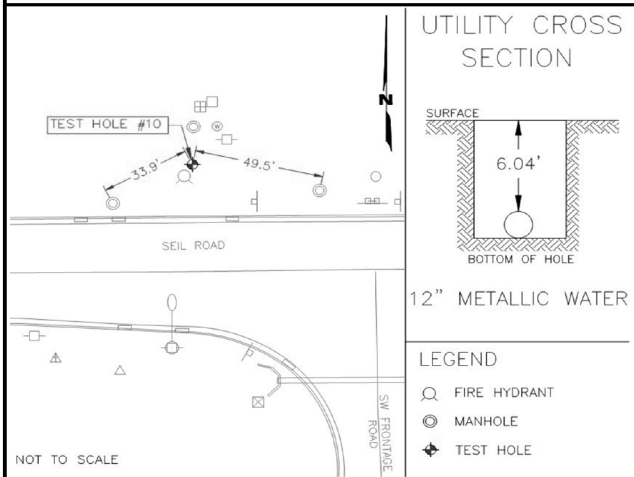 TEST HOLE #10
N
33.9'
49.5'
W
SEIL ROAD
SW FRONTAGE
ROAD
NOT TO SCALE
UTILITY CROSS
SECTION
SURFACE
6.04'
BOTTOM OF HOLE
12" METALLIC WATER
LEGEND
FIRE HYDRANT
MANHOLE
TEST HOLE